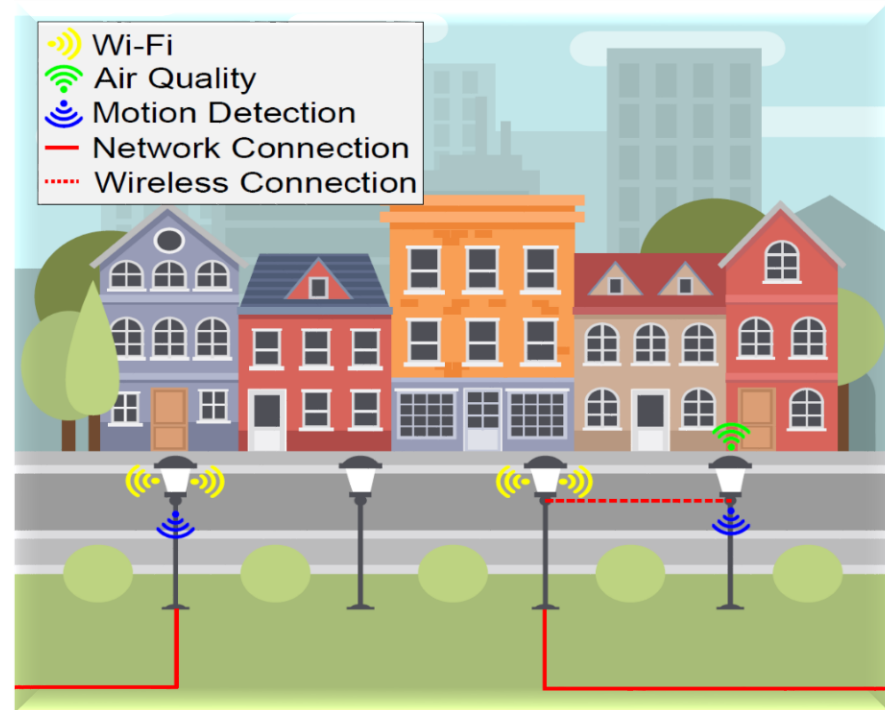 Wi-Fi
Air Quality
Motion Detection
Network Connection
Wireless Connection